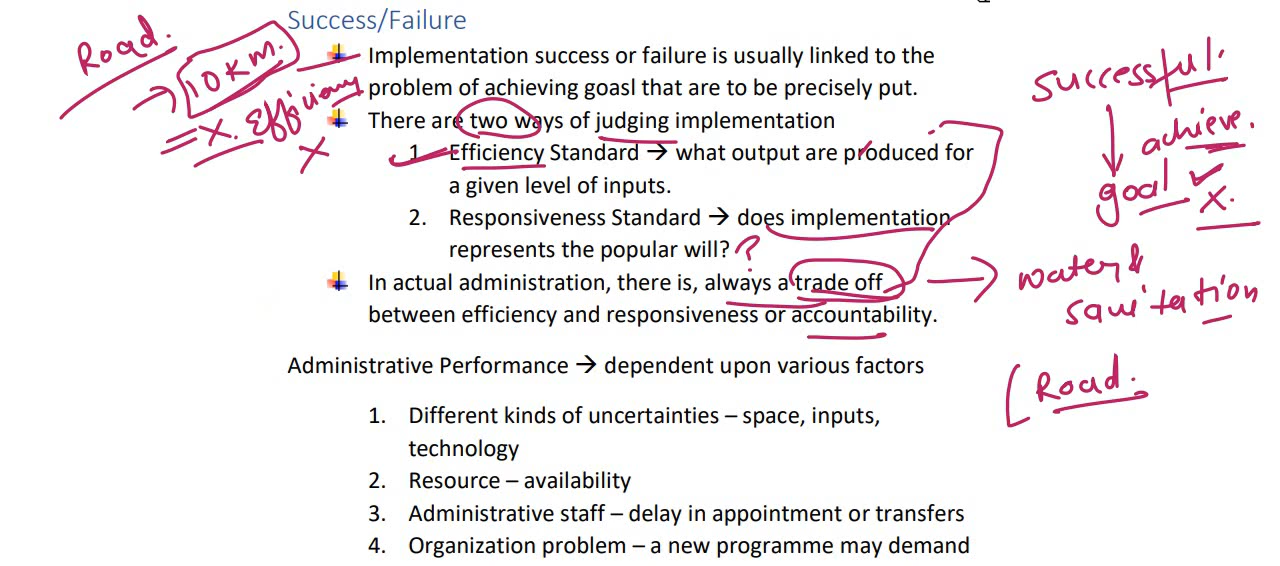 Success/Failure
Road.
→ 10 Km.
= X. Efficiency
X
Implementation success or failure is usually linked to the
problem of achieving goasl that are to be precisely put.
There are two ways of judging implementation
1. Efficiency Standard → what output are produced for
a given level of inputs.
2. Responsiveness Standard → does implementation
represents the popular will? ?
In actual administration, there is, always a trade off
between efficiency and responsiveness or accountability.
successful.
achieve.
goal ✓
X.
→ water &
sanitation
[ Road.
Administrative Performance → dependent upon various factors
1. Different kinds of uncertainties – space, inputs,
technology
2. Resource – availability
3. Administrative staff – delay in appointment or transfers
4. Organization problem – a new programme may demand